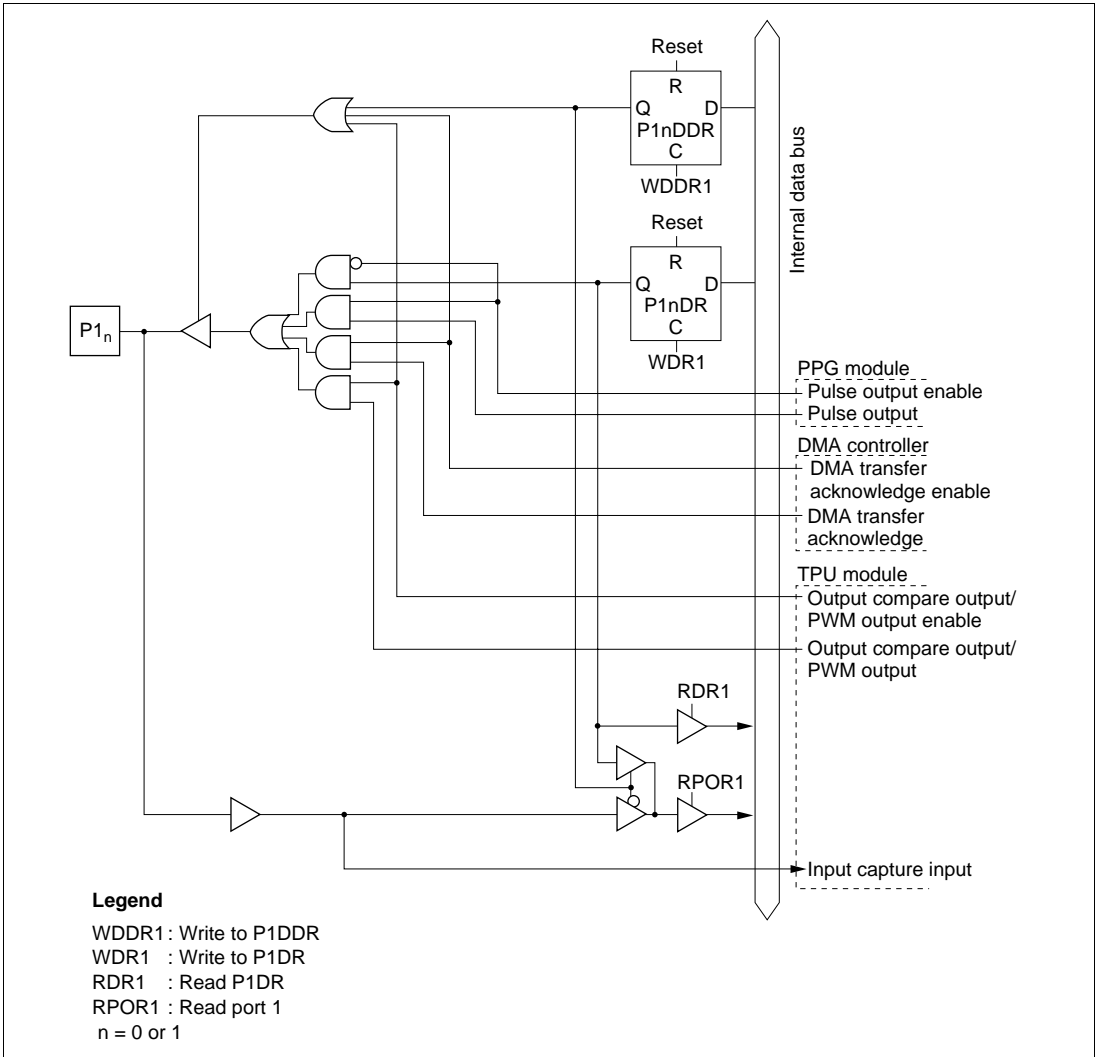 Reset
R
Q D
P1nDDR
C
WDDR1
Internal data bus
Reset
R
Q D
P1nDR
C
WDR1
P1n
PPG module
Pulse output enable
Pulse output
DMA controller
DMA transfer
acknowledge enable
DMA transfer
acknowledge
TPU module
Output compare output/
PWM output enable
Output compare output/
PWM output
RDR1
RPOR1
Input capture input
Legend
WDDR1 : Write to P1DDR
WDR1 : Write to P1DR
RDR1 : Read P1DR
RPOR1 : Read port 1
n = 0 or 1